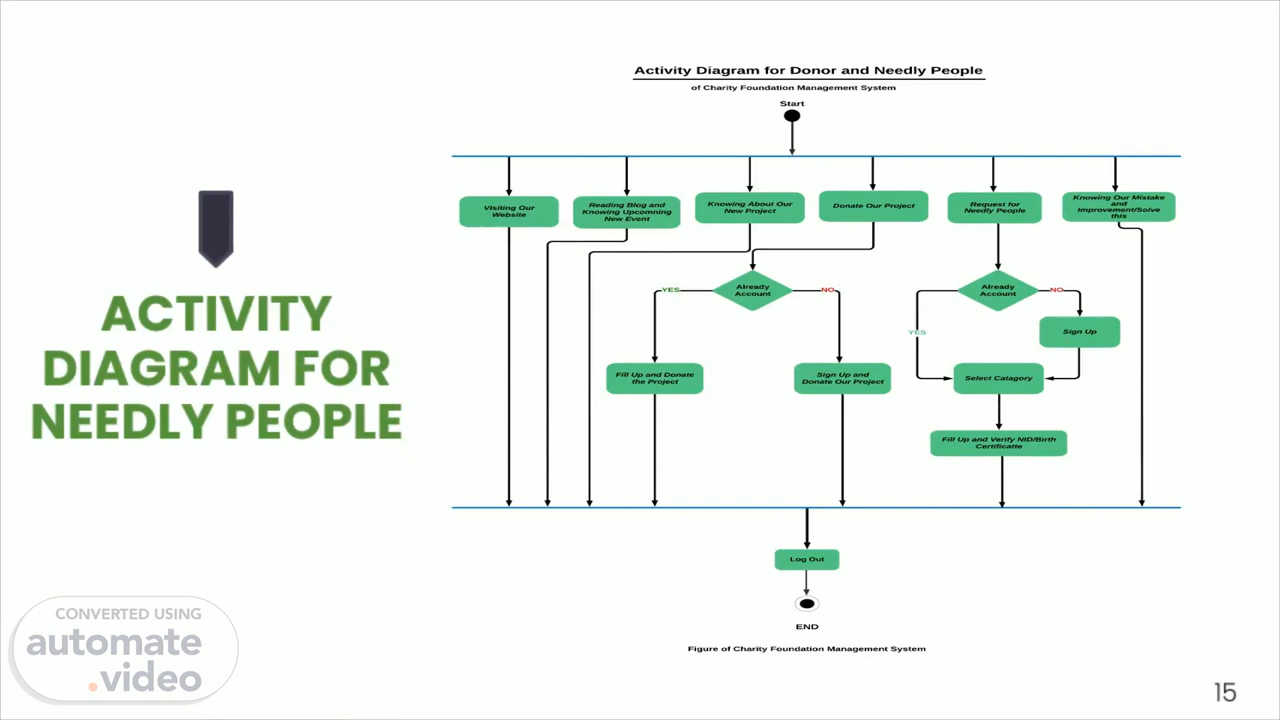 Activity Diagram for Donor and Needly People
of Charity Foundation Management System
Start
Visiting Our
Website
Reading Blog and
Knowing Upcomning
New Event
Knowing About Our
New Project
Donate Our Project
Request for
Needly People
Knowing Our Mistake
and
Improvement/Solve
this
YES
Already
Account
NO
YES
Already
Account
NO
Sign Up
Fill Up and Donate
the Project
Sign Up and
Donate Our Project
Select Catagory
Fill Up and Verify NID/Birth
Certificatte
Log Out
END
Figure of Charity Foundation Management System
ACTIVITY
DIAGRAM FOR
NEEDLY PEOPLE
CONVERTED USING
automate
.video
15